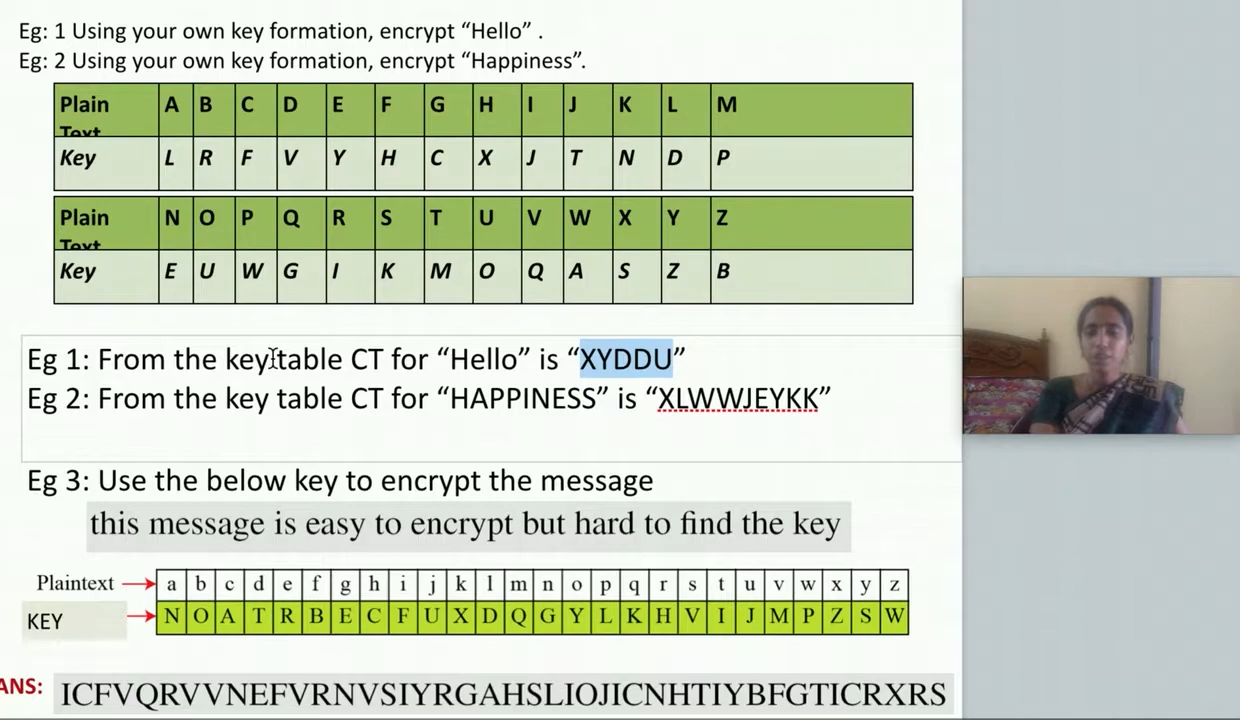 Eg: 1 Using your own key formation, encrypt “Hello” .
Eg: 2 Using your own key formation, encrypt “Happiness”.
Plain Text A B C D E F G H I J K L M
Key L R F V Y H C X J T N D P
Plain Text N O P Q R S T U V W X Y Z
Key E U W G I K M O Q A S Z B
Eg 1: From the key table CT for “Hello” is “XYDDU”
Eg 2: From the key table CT for “HAPPINESS” is “XLWWJEYKK”
Eg 3: Use the below key to encrypt the message
this message is easy to encrypt but hard to find the key
Plaintext a b c d e f g h i j k l m n o p q r s t u v w x y z
KEY N O A T R B E C F U X D Q G Y L K H V I J M P Z S W
ANS: ICFVQRVVNEFVRNVSIYRGAHSLIOJICNHTIYBFGTICRXRS